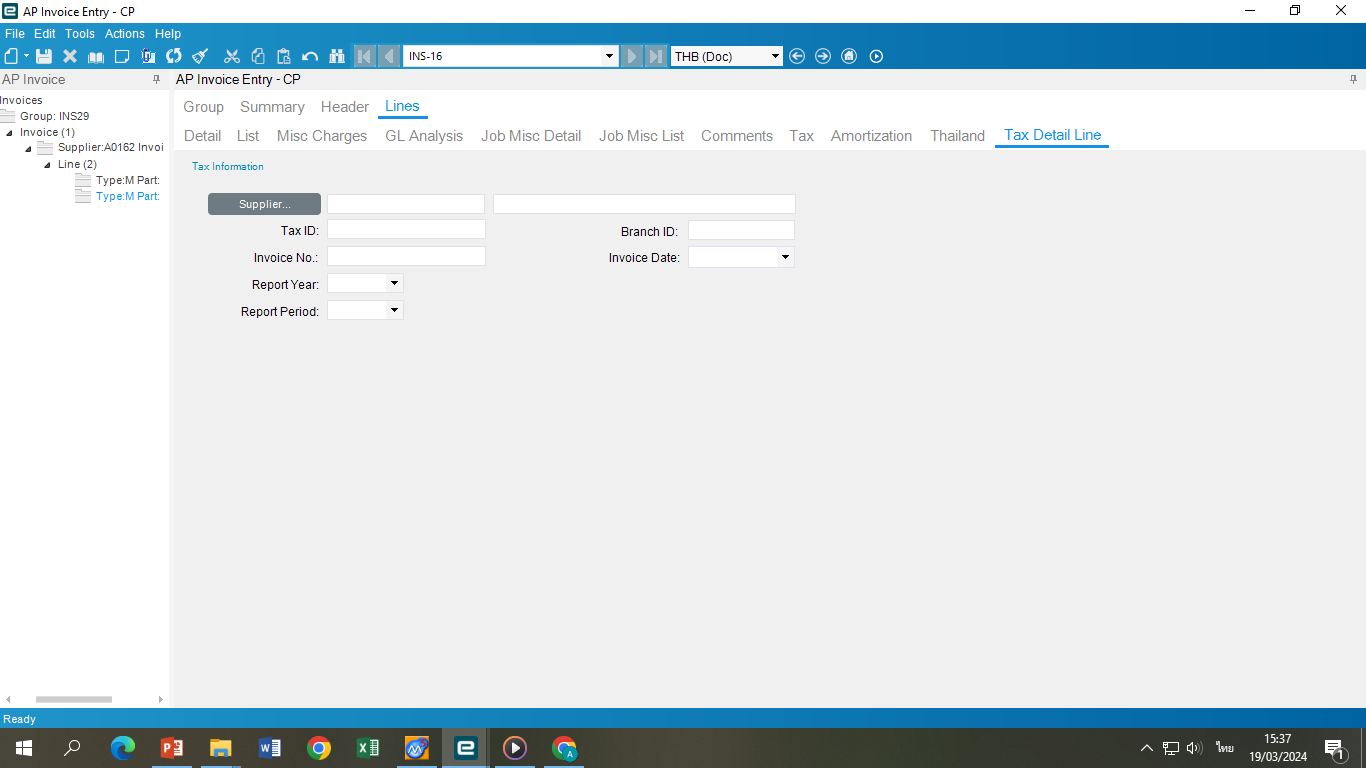 AP Invoice Entry - CP
File Edit Tools Actions Help
INS-16 THB (Doc)
AP Invoice
AP Invoice Entry - CP
Invoices
Group: INS29
Invoice (1)
Supplier:A0162 Invoi
Line (2)
Type:M Part:
Type:M Part:
Group Summary Header Lines
Detail List Misc Charges GL Analysis Job Misc Detail Job Misc List Comments Tax Amortization Thailand Tax Detail Line
Tax Information
Supplier...
Tax ID: Branch ID:
Invoice No.: Invoice Date:
Report Year:
Report Period:
Ready
ไทย
15:37
19/03/2024
1